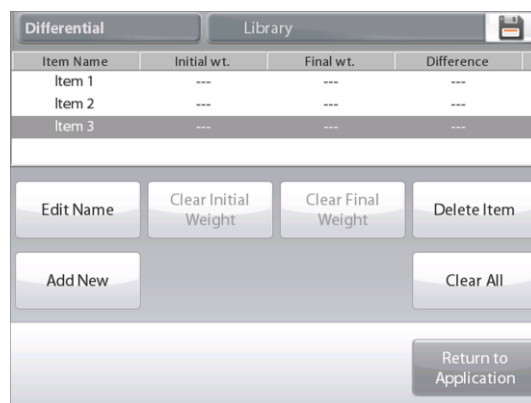 Differential Library
Item Name Initial wt. Final wt. Difference
Item 1 --- --- ---
Item 2 --- --- ---
Item 3 --- --- ---
Edit Name Clear Initial Weight Clear Final Weight Delete Item
Add New Clear All
Return to
Application